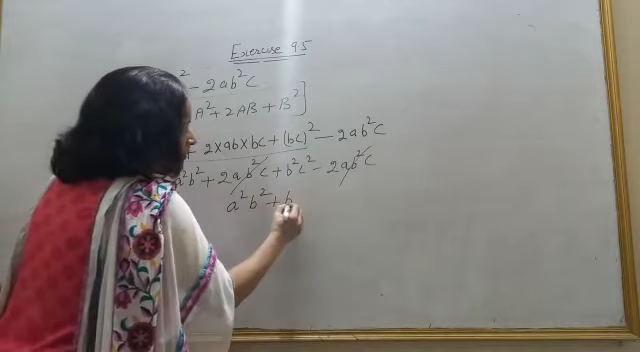 Exercise 9.5
² - 2ab²c
A² + 2AB + B²]
+ 2×ab×bc + (bc)² - 2ab²c
a²b² + 2ab²c + b²c² - 2ab²c
a²b² + b